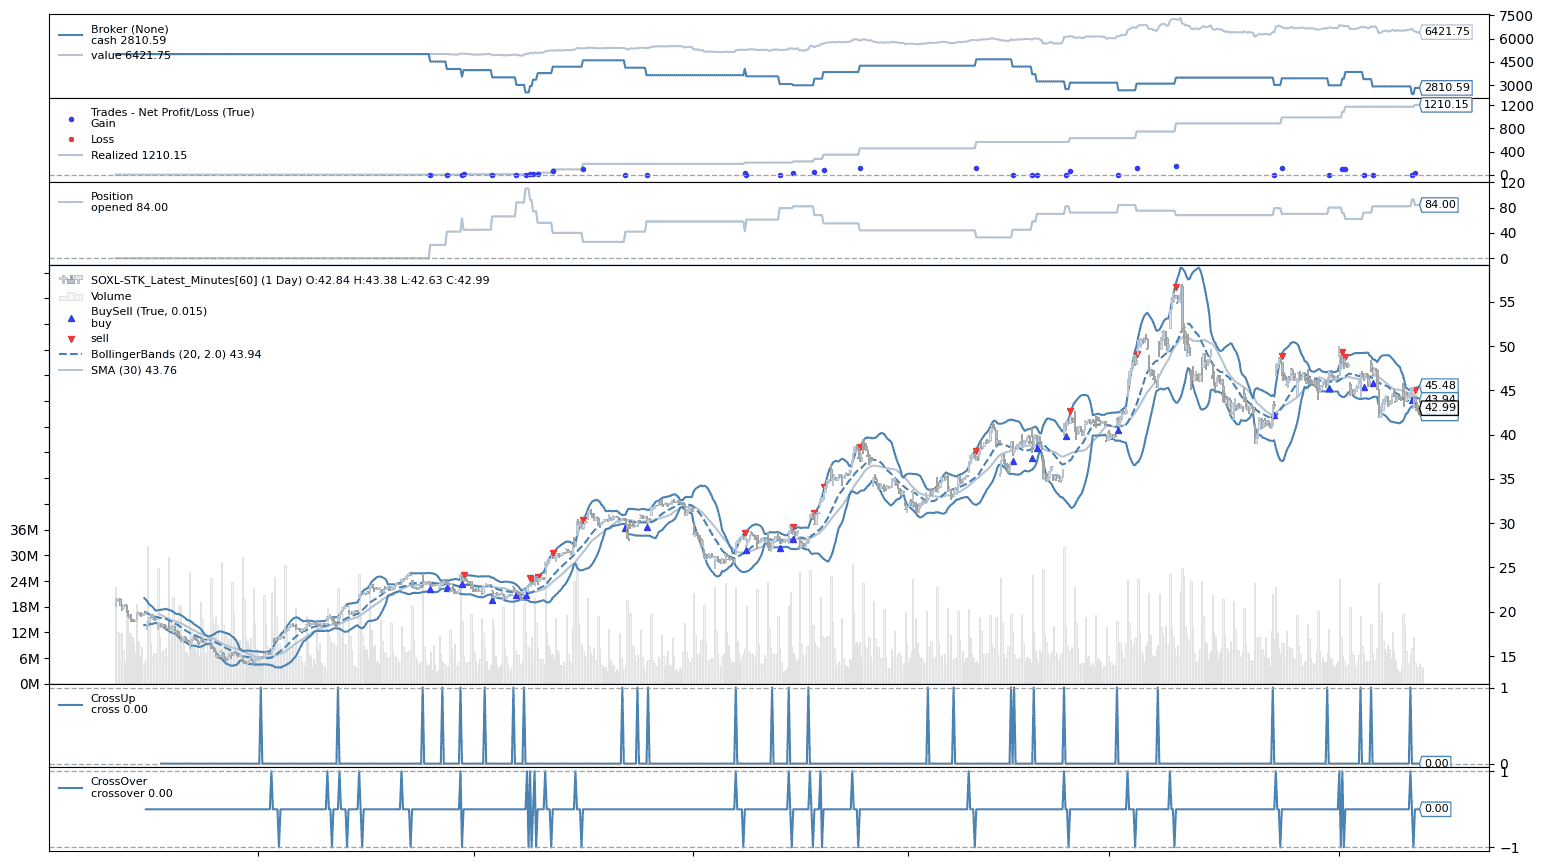 Broker (None)
cash 2810.59
value 6421.75
7500
6000
4500
3000
6421.75
2810.59
Trades - Net Profit/Loss (True)
Gain
Loss
Realized 1210.15
1200
800
400
0
1210.15
Position
opened 84.00
120
80
40
0
84.00
SOXL-STK_Latest_Minutes[60] (1 Day) O:42.84 H:43.38 L:42.63 C:42.99
Volume
BuySell (True, 0.015)
buy
sell
BollingerBands (20, 2.0) 43.94
SMA (30) 43.76
36M
30M
24M
18M
12M
6M
0M
55
50
45
40
35
30
25
20
15
45.48
43.94
42.99
CrossUp
cross 0.00
1
0
0.00
CrossOver
crossover 0.00
1
−1
0.00